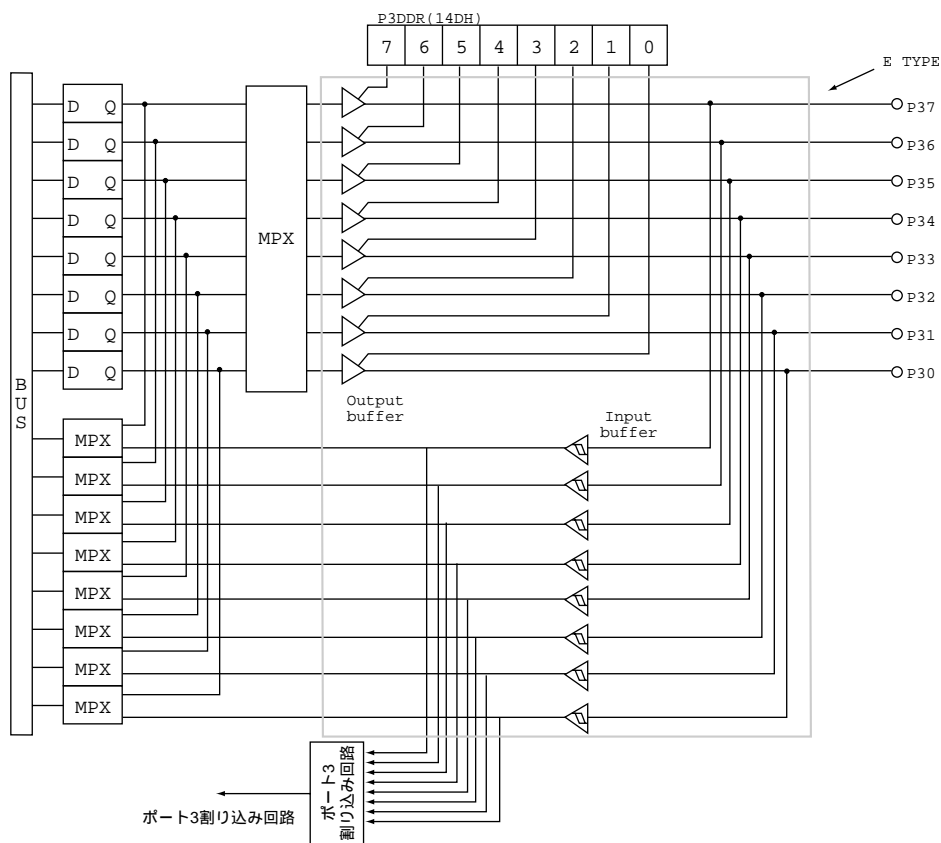 P3DDR(14DH)
7 6 5 4 3 2 1 0
E TYPE
D Q P37
D Q P36
D Q P35
D Q P34
MPX
D Q P33
D Q P32
D Q P31
D Q P30
BUS
Output
buffer
Input
buffer
MPX
MPX
MPX
MPX
MPX
MPX
MPX
MPX
ポート3
割り込み回路
ポート3割り込み回路